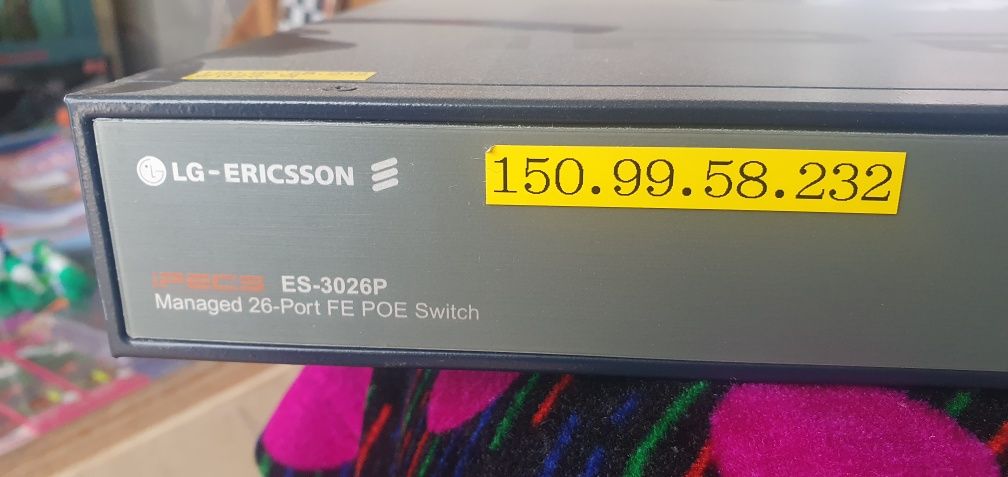 LG-ERICSSON
150.99.58.232
iPECS ES-3026P
Managed 26-Port FE POE Switch